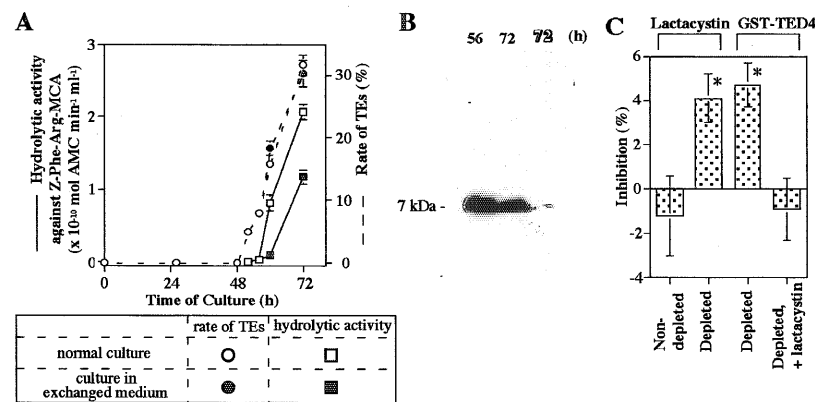 A
Hydrolytic activity
against Z-Phe-Arg-MCA
(x 10⁻¹⁰ mol AMC min⁻¹ ml⁻¹)
3
2
1
0
30
20
10
0
Rate of TEs (%)
0 24 48 72
Time of Culture (h)
rate of TEs hydrolytic activity
normal culture
culture in
exchanged medium
B
56 72 (h)
7 kDa -
C
Lactacystin GST-TED4
Inhibition (%)
6
4
2
0
-2
-4
* *
Non-
depleted
Depleted
Depleted
Depleted,
+ lactacystin